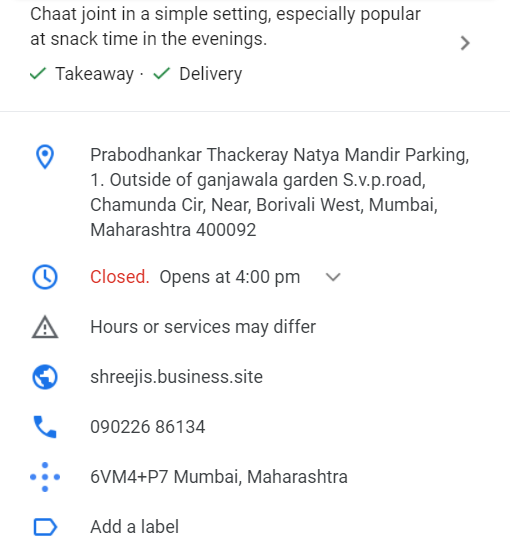 Chaat joint in a simple setting, especially popular
at snack time in the evenings.
Takeaway · Delivery
Prabodhankar Thackeray Natya Mandir Parking,
1. Outside of ganjawala garden S.v.p.road,
Chamunda Cir, Near, Borivali West, Mumbai,
Maharashtra 400092
Closed. Opens at 4:00 pm
Hours or services may differ
shreejis.business.site
090226 86134
6VM4+P7 Mumbai, Maharashtra
Add a label